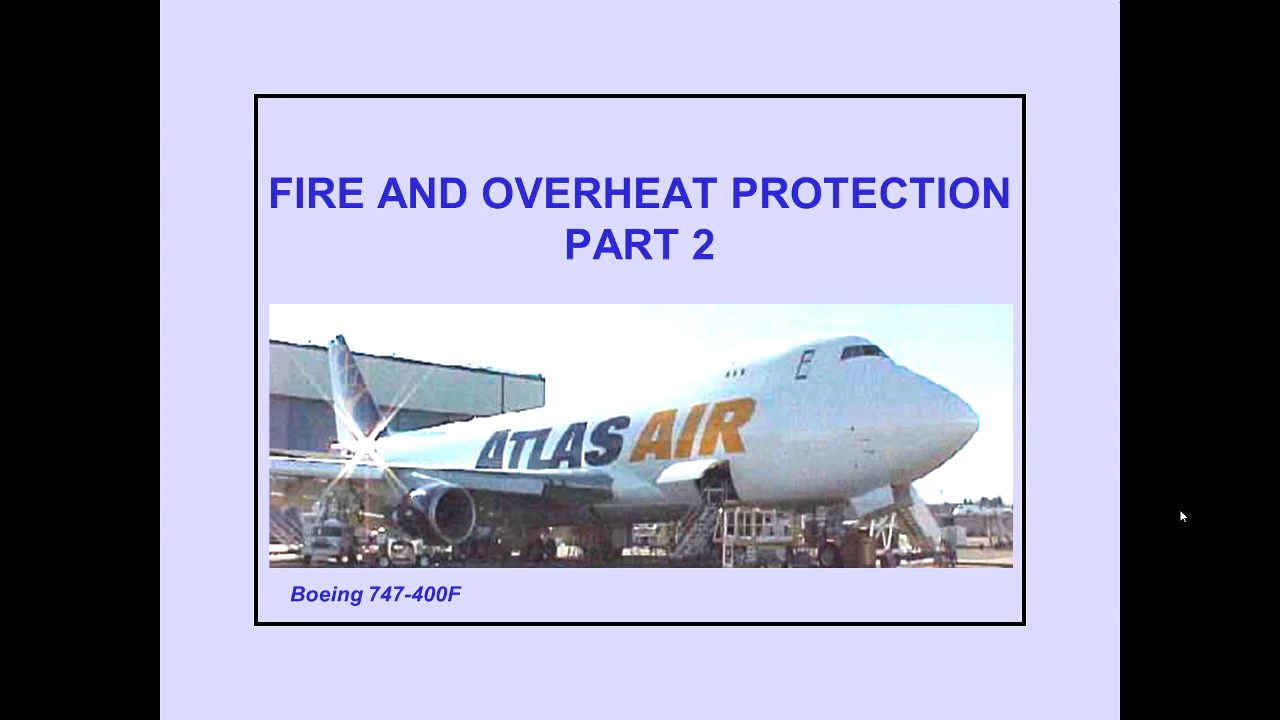 FIRE AND OVERHEAT PROTECTION
PART 2
ATLAS AIR
Boeing 747-400F